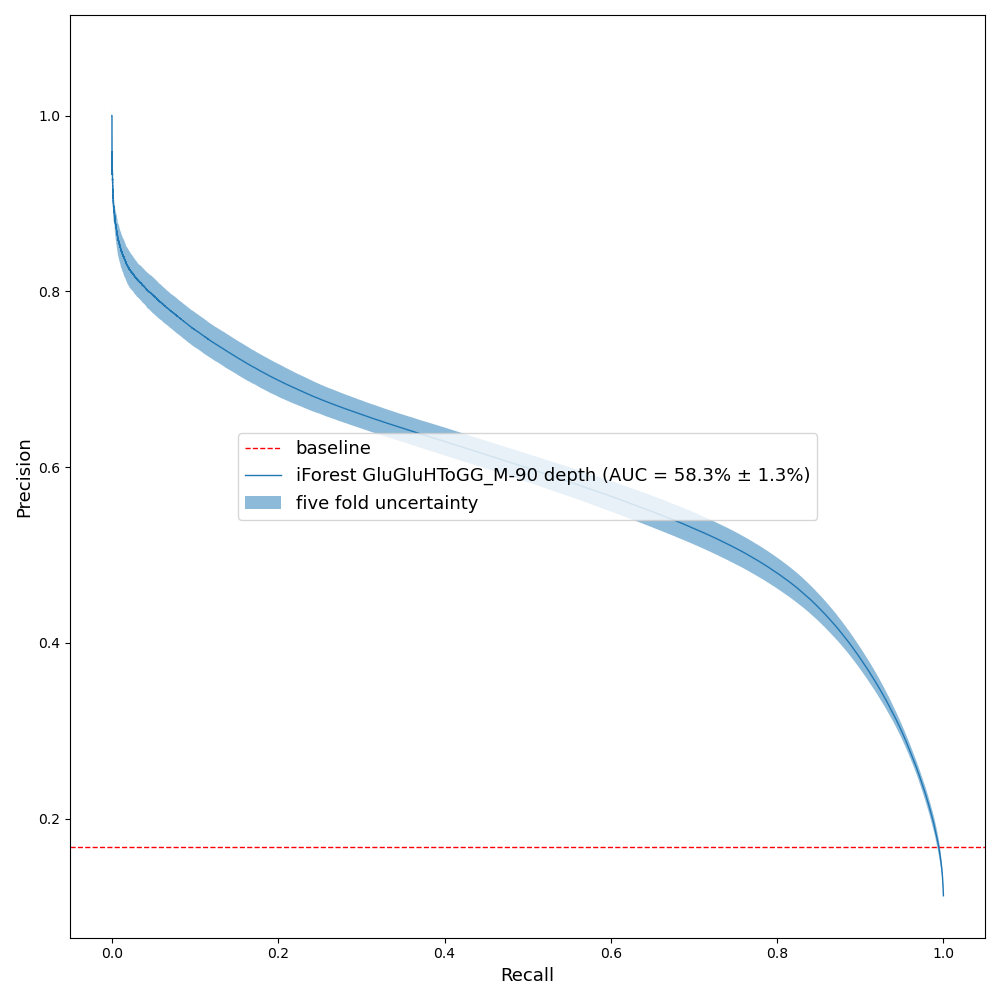 1.0
0.8
0.6
0.4
0.2
Precision
baseline
iForest GluGluHToGG_M-90 depth (AUC = 58.3% ± 1.3%)
five fold uncertainty
0.0 0.2 0.4 0.6 0.8 1.0
Recall